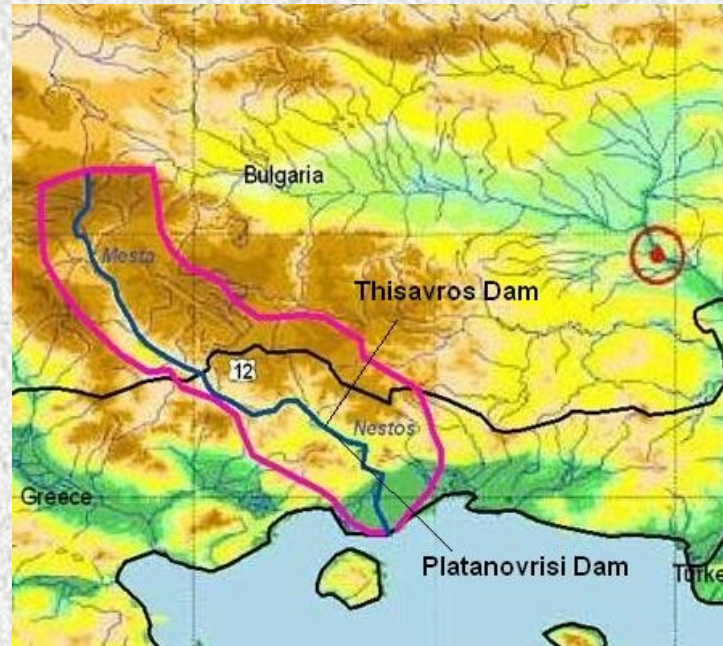 Bulgaria
Mesta
Thisavros Dam
12
Nestos
Greece
Platanovrisi Dam
Turke